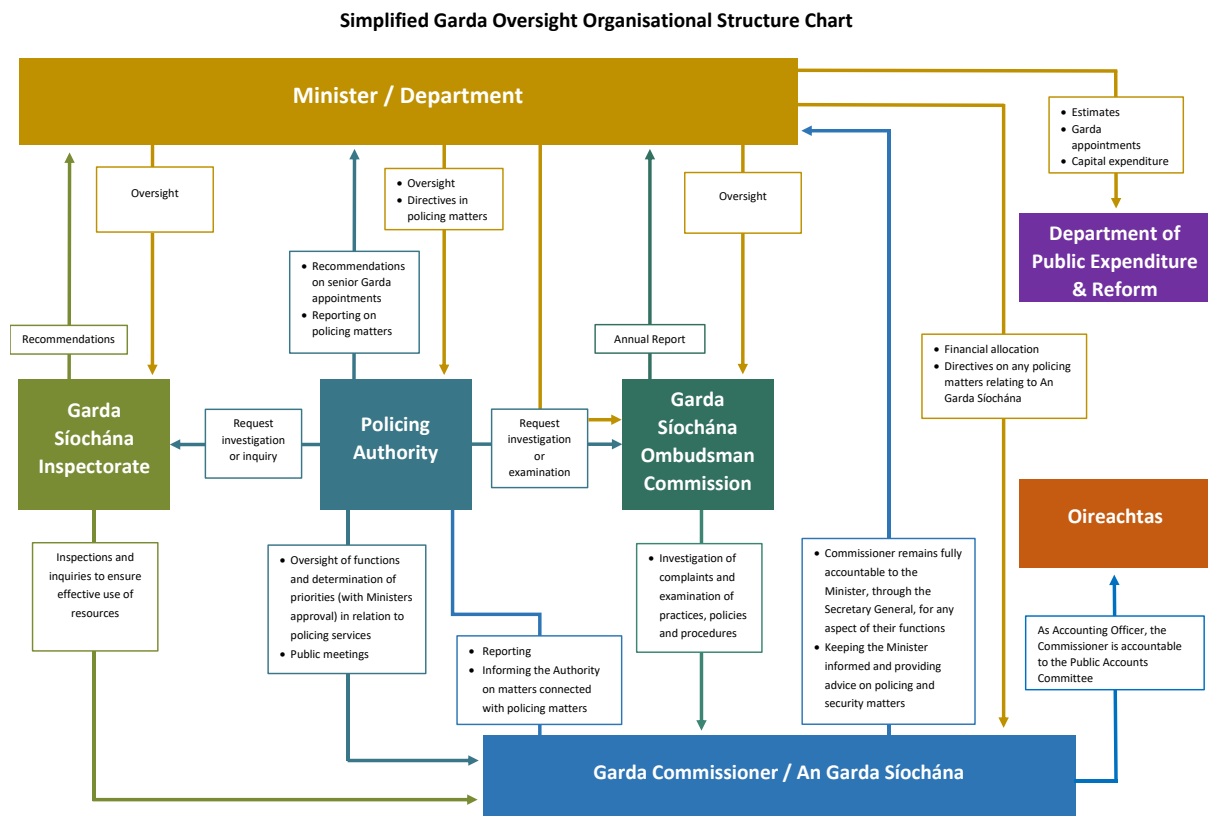 Simplified Garda Oversight Organisational Structure Chart
Minister / Department
• Estimates
• Garda
appointments
• Capital expenditure
Oversight
• Oversight
• Directives in
policing matters
Oversight
Department of
Public Expenditure
& Reform
• Recommendations
on senior Garda
appointments
• Reporting on
policing matters
Recommendations
Annual Report
• Financial allocation
• Directives on any policing
matters relating to An
Garda Síochána
Garda
Síochána
Inspectorate
Request
investigation
or inquiry
Policing
Authority
Request
investigation
or
examination
Garda
Síochána
Ombudsman
Commission
Oireachtas
Inspections and
inquiries to ensure
effective use of
resources
• Oversight of functions
and determination of
priorities (with Ministers
approval) in relation to
policing services
• Public meetings
• Reporting
• Informing the Authority
on matters connected
with policing matters
• Investigation of
complaints and
examination of
practices, policies
and procedures
• Commissioner remains fully
accountable to the
Minister, through the
Secretary General, for any
aspect of their functions
• Keeping the Minister
informed and providing
advice on policing and
security matters
As Accounting Officer, the
Commissioner is accountable
to the Public Accounts
Committee
Garda Commissioner / An Garda Síochána